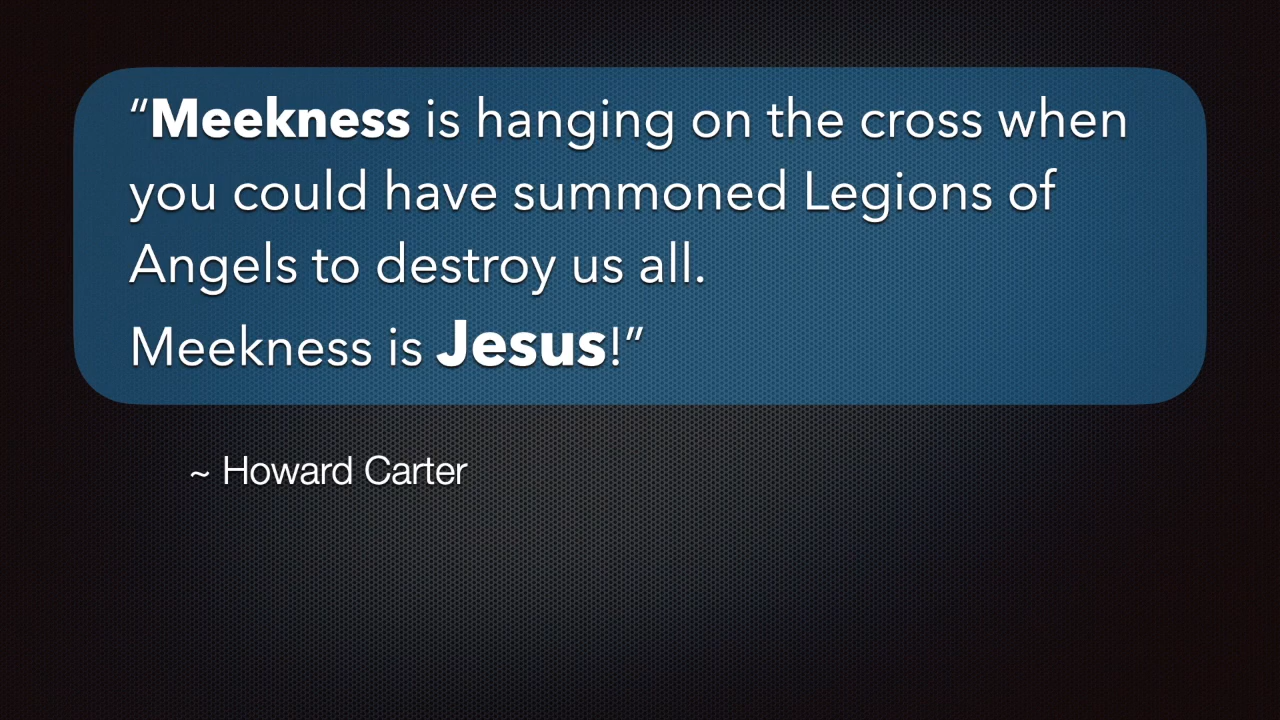 “Meekness is hanging on the cross when
you could have summoned Legions of
Angels to destroy us all.
Meekness is Jesus!”
~ Howard Carter